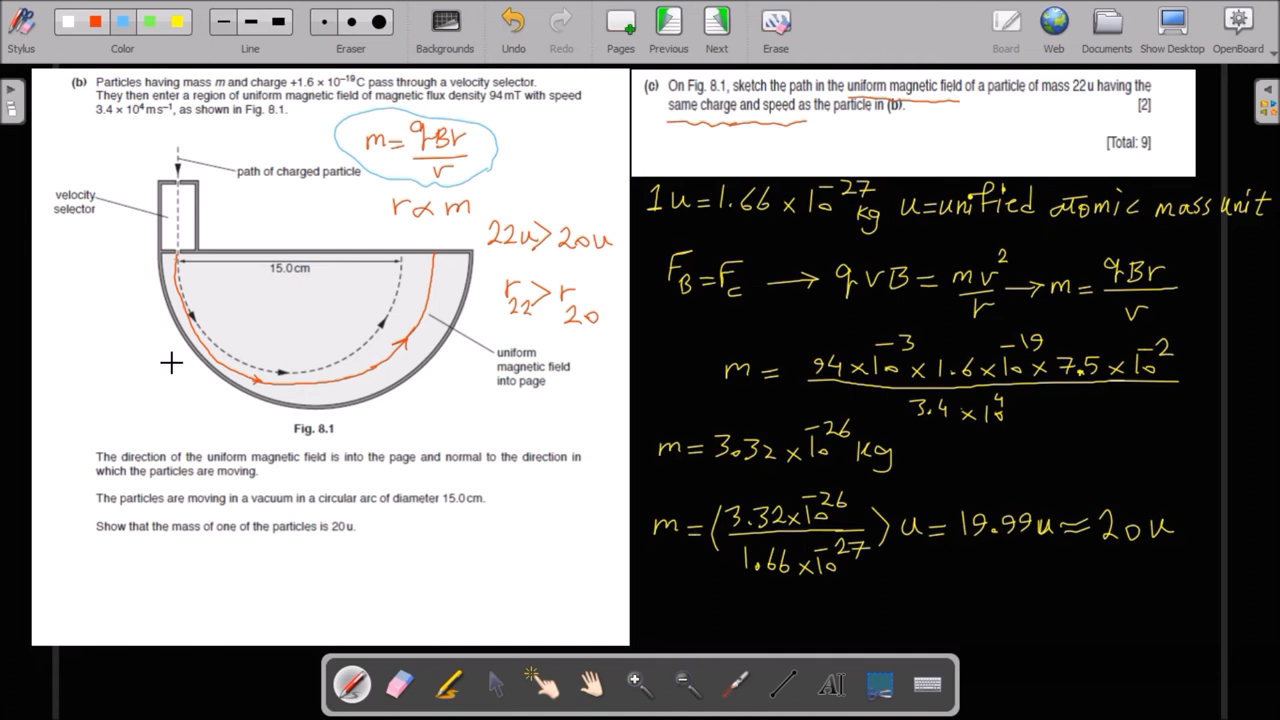 Stylus
Color
Line
Eraser
Backgrounds
Undo
Redo
Pages
Previous
Next
Erase
Board
Web
Documents
Show Desktop
OpenBoard
(b) Particles having mass m and charge +1.6 × 10⁻¹⁹ C pass through a velocity selector.
They then enter a region of uniform magnetic field of magnetic flux density 94 mT with speed
3.4 × 10⁴ m s⁻¹, as shown in Fig. 8.1.
m = qBr / v
path of charged particle
velocity
selector
r ∝ m
22u > 20u
15.0 cm
r₂₂ > r₂₀
uniform
magnetic field
into page
Fig. 8.1
The direction of the uniform magnetic field is into the page and normal to the direction in
which the particles are moving.
The particles are moving in a vacuum in a circular arc of diameter 15.0 cm.
Show that the mass of one of the particles is 20 u.
(c) On Fig. 8.1, sketch the path in the uniform magnetic field of a particle of mass 22 u having the
same charge and speed as the particle in (b).
[2]
[Total: 9]
1u = 1.66 × 10⁻²⁷ kg u = unified atomic mass unit
F_B = F_c → qvB = mv² / r → m = qBr / v
m = 94 × 10⁻³ × 1.6 × 10⁻¹⁹ × 7.5 × 10⁻² / 3.4 × 10⁴
m = 3.32 × 10⁻²⁶ kg
m = (3.32 × 10⁻²⁶ / 1.66 × 10⁻²⁷) u = 19.99u ≈ 20u
AI